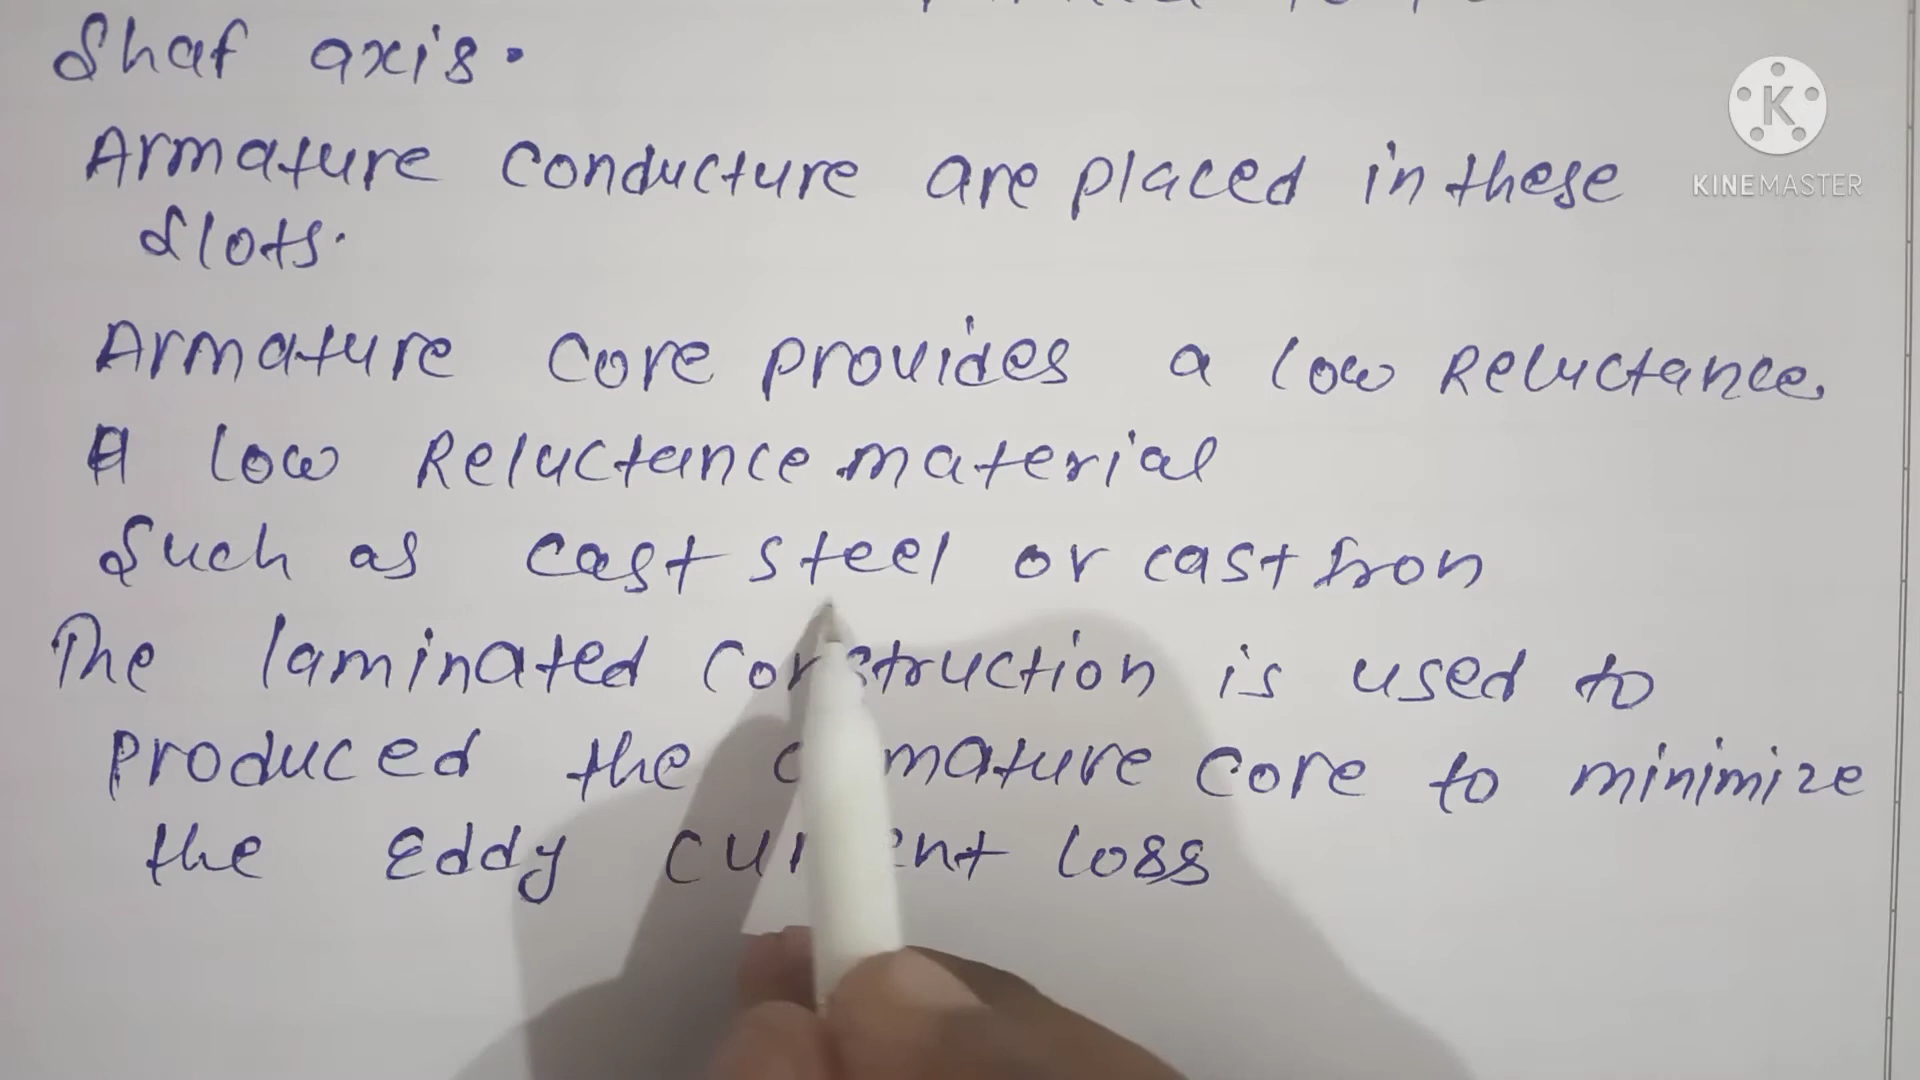 Shaf axis.
Armature conducture are placed in these
slots.
Armature core provides a low Reluctance
A low Reluctance material
Such as cast steel or cast Iron
The laminated construction is used to
produced the armature core to minimize
the Eddy current loss
K
KINEMASTER